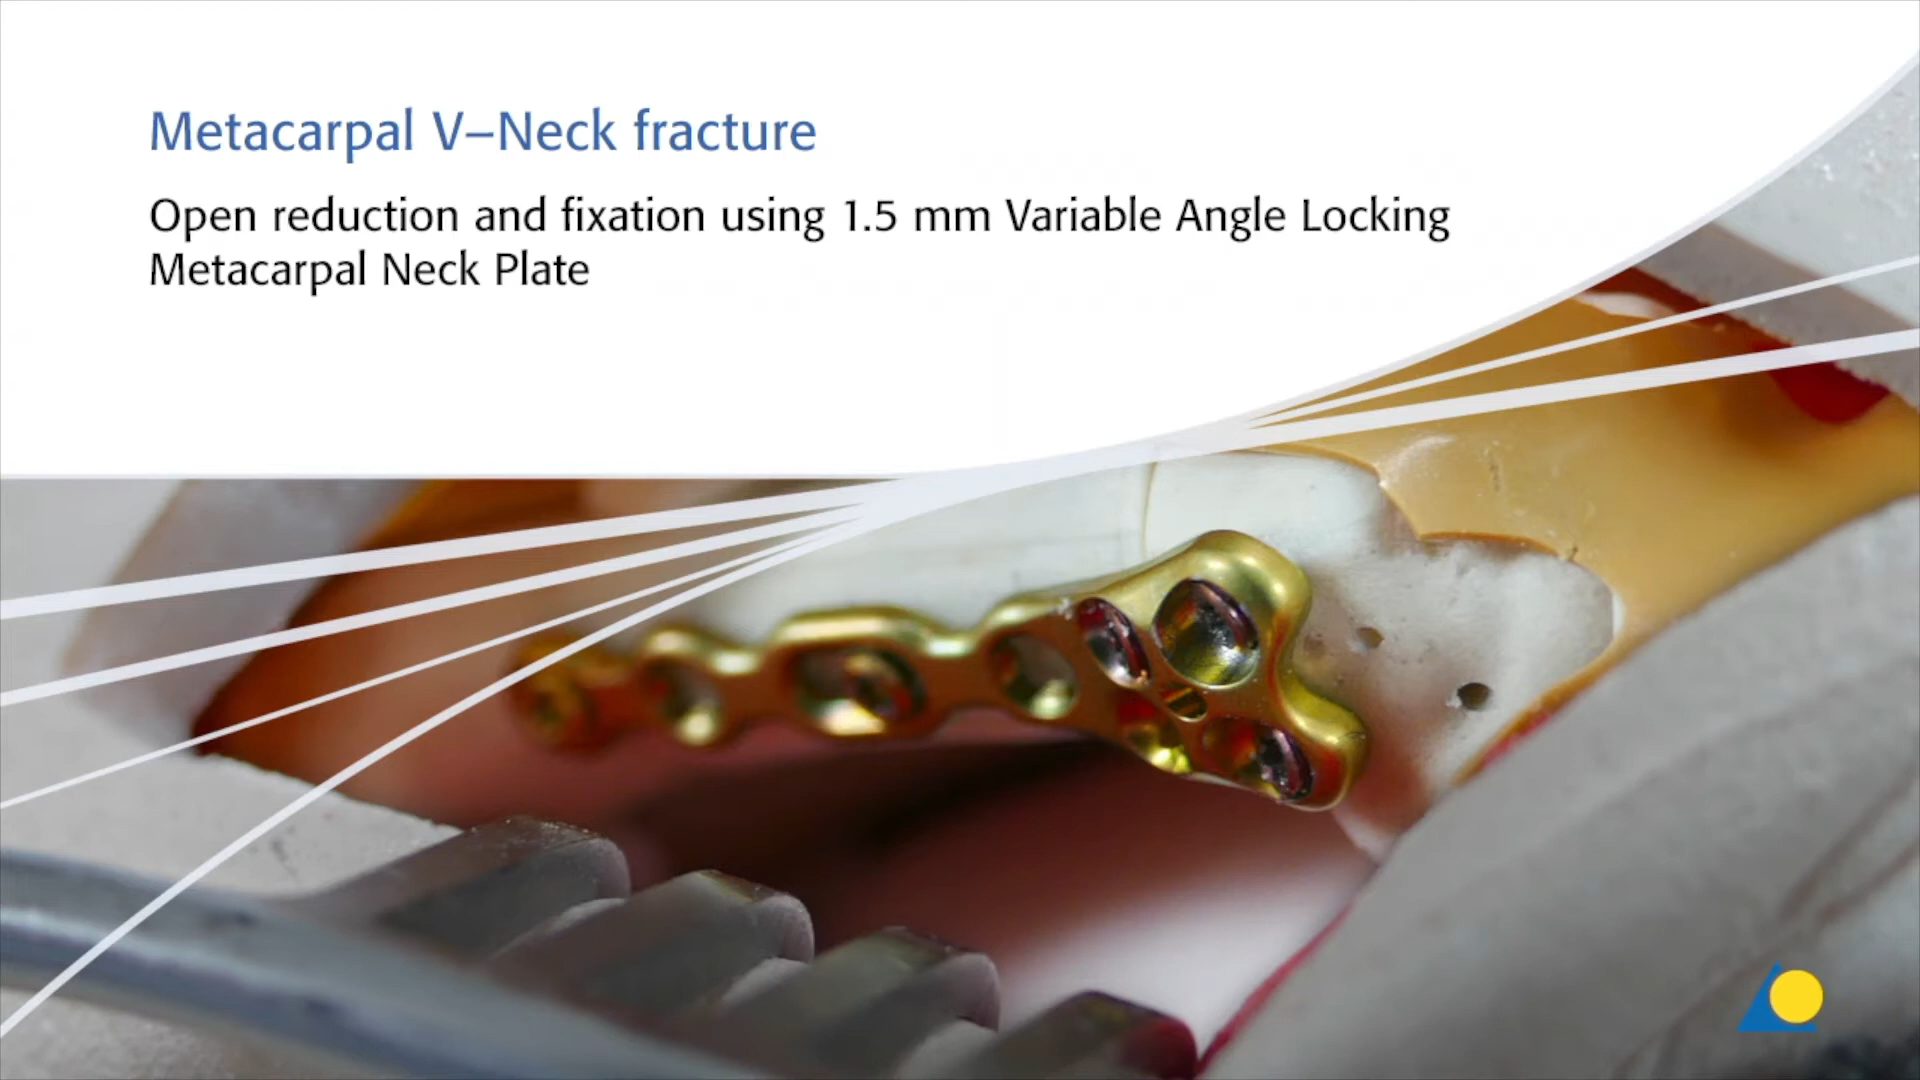 Metacarpal V–Neck fracture
Open reduction and fixation using 1.5 mm Variable Angle Locking
Metacarpal Neck Plate